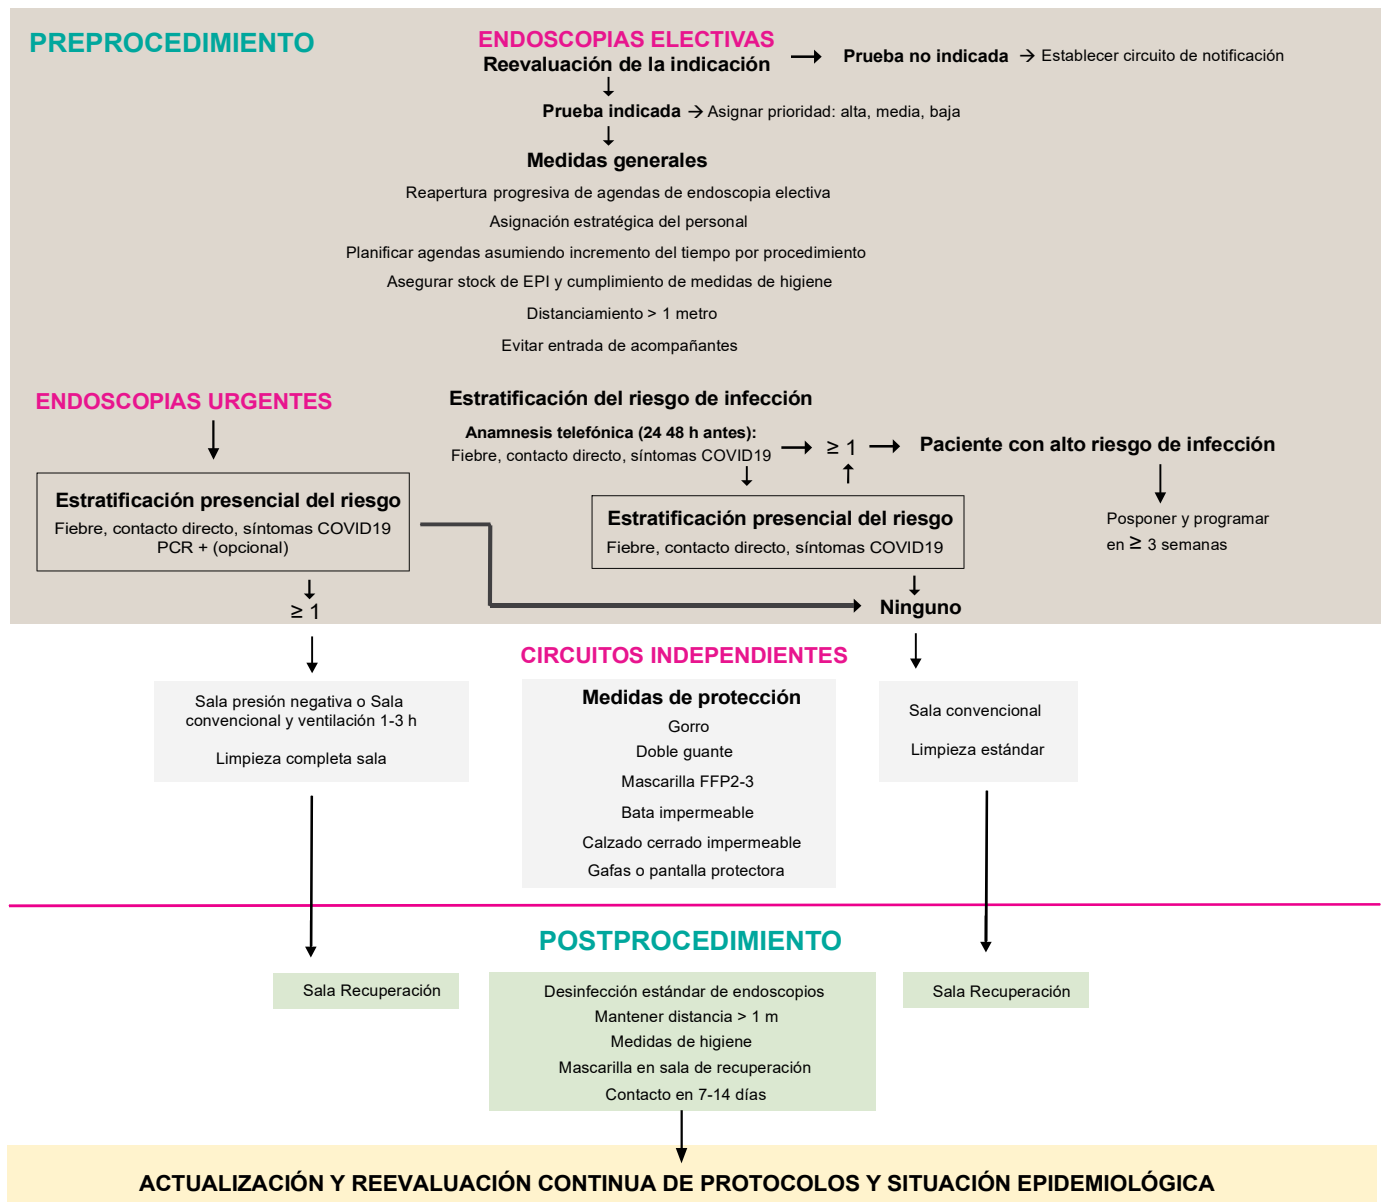 PREPROCEDIMIENTO
ENDOSCOPIAS ELECTIVAS
Reevaluación de la indicación → Prueba no indicada → Establecer circuito de notificación
Prueba indicada → Asignar prioridad: alta, media, baja
Medidas generales
Reapertura progresiva de agendas de endoscopia electiva
Asignación estratégica del personal
Planificar agendas asumiendo incremento del tiempo por procedimiento
Asegurar stock de EPI y cumplimiento de medidas de higiene
Distanciamiento > 1 metro
Evitar entrada de acompañantes
ENDOSCOPIAS URGENTES
Estratificación presencial del riesgo
Fiebre, contacto directo, síntomas COVID19
PCR + (opcional)
≥ 1
Estratificación del riesgo de infección
Anamnesis telefónica (24 48 h antes):
Fiebre, contacto directo, síntomas COVID19
≥ 1
Paciente con alto riesgo de infección
Posponer y programar
en ≥ 3 semanas
Estratificación presencial del riesgo
Fiebre, contacto directo, síntomas COVID19
Ninguno
CIRCUITOS INDEPENDIENTES
Sala presión negativa o Sala
convencional y ventilación 1-3 h
Limpieza completa sala
Medidas de protección
Gorro
Doble guante
Mascarilla FFP2-3
Bata impermeable
Calzado cerrado impermeable
Gafas o pantalla protectora
Sala convencional
Limpieza estándar
POSTPROCEDIMIENTO
Sala Recuperación
Desinfección estándar de endoscopios
Mantener distancia > 1 m
Medidas de higiene
Mascarilla en sala de recuperación
Contacto en 7-14 días
Sala Recuperación
ACTUALIZACIÓN Y REEVALUACIÓN CONTINUA DE PROTOCOLOS Y SITUACIÓN EPIDEMIOLÓGICA